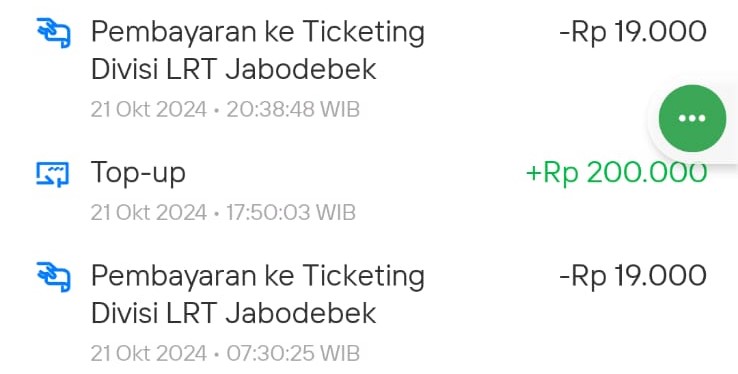 Pembayaran ke Ticketing -Rp 19.000
Divisi LRT Jabodebek
21 Okt 2024 • 20:38:48 WIB
Top-up +Rp 200.000
21 Okt 2024 • 17:50:03 WIB
Pembayaran ke Ticketing -Rp 19.000
Divisi LRT Jabodebek
21 Okt 2024 • 07:30:25 WIB